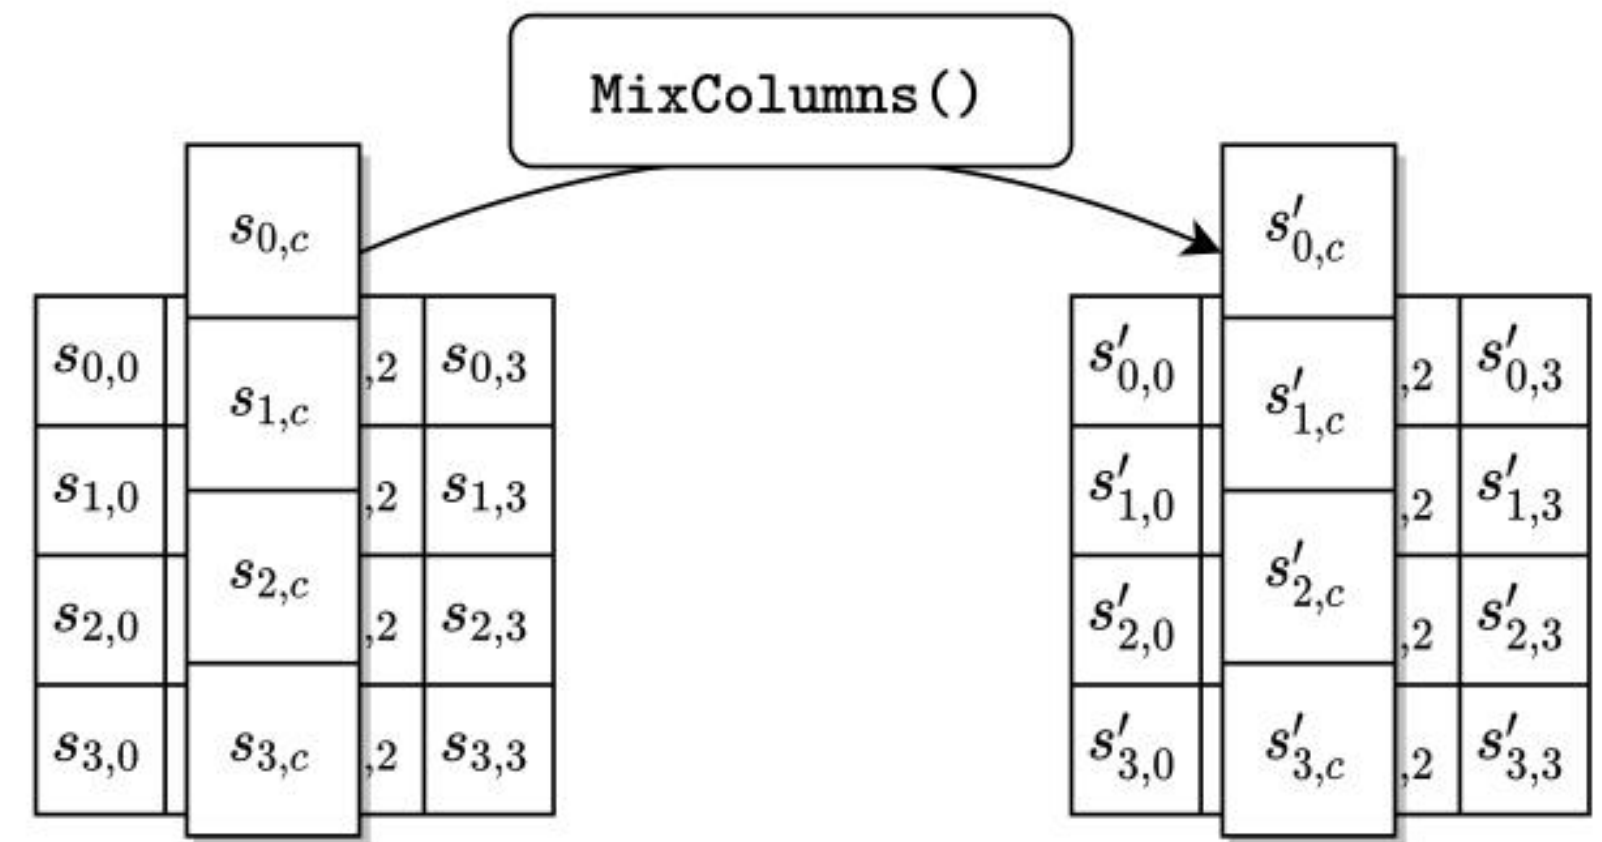 MixColumns()
s0,c s′0,c
s0,0 ,2 s0,3 s′0,0 ,2 s′0,3
s1,c s′1,c
s1,0 ,2 s1,3 s′1,0 ,2 s′1,3
s2,c s′2,c
s2,0 ,2 s2,3 s′2,0 ,2 s′2,3
s3,c s′3,c
s3,0 ,2 s3,3 s′3,0 ,2 s′3,3